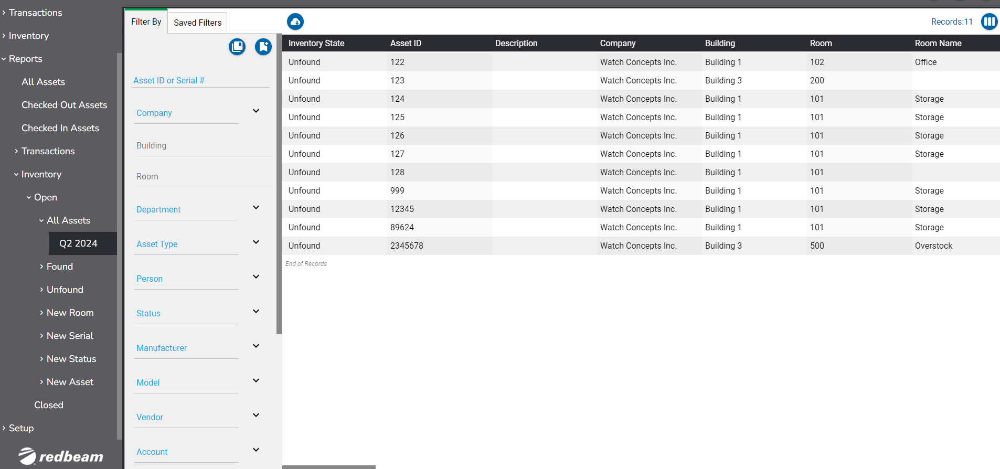 Transactions
Inventory
Reports
All Assets
Checked Out Assets
Checked In Assets
Transactions
Inventory
Open
All Assets
Q2 2024
Found
Unfound
New Room
New Serial
New Status
New Asset
Closed
Setup
redbeam
Filter By
Saved Filters
Asset ID or Serial #
Company
Building
Room
Department
Asset Type
Person
Status
Manufacturer
Model
Vendor
Account
Records:11
Inventory State Asset ID Description Company Building Room Room Name
Unfound 122 Watch Concepts Inc. Building 1 102 Office
Unfound 123 Watch Concepts Inc. Building 3 200
Unfound 124 Watch Concepts Inc. Building 1 101 Storage
Unfound 125 Watch Concepts Inc. Building 1 101 Storage
Unfound 126 Watch Concepts Inc. Building 1 101 Storage
Unfound 127 Watch Concepts Inc. Building 1 101 Storage
Unfound 128 Watch Concepts Inc. Building 1 101
Unfound 999 Watch Concepts Inc. Building 1 101 Storage
Unfound 12345 Watch Concepts Inc. Building 1 101 Storage
Unfound 89624 Watch Concepts Inc. Building 1 101 Storage
Unfound 2345678 Watch Concepts Inc. Building 3 500 Overstock
End of Records